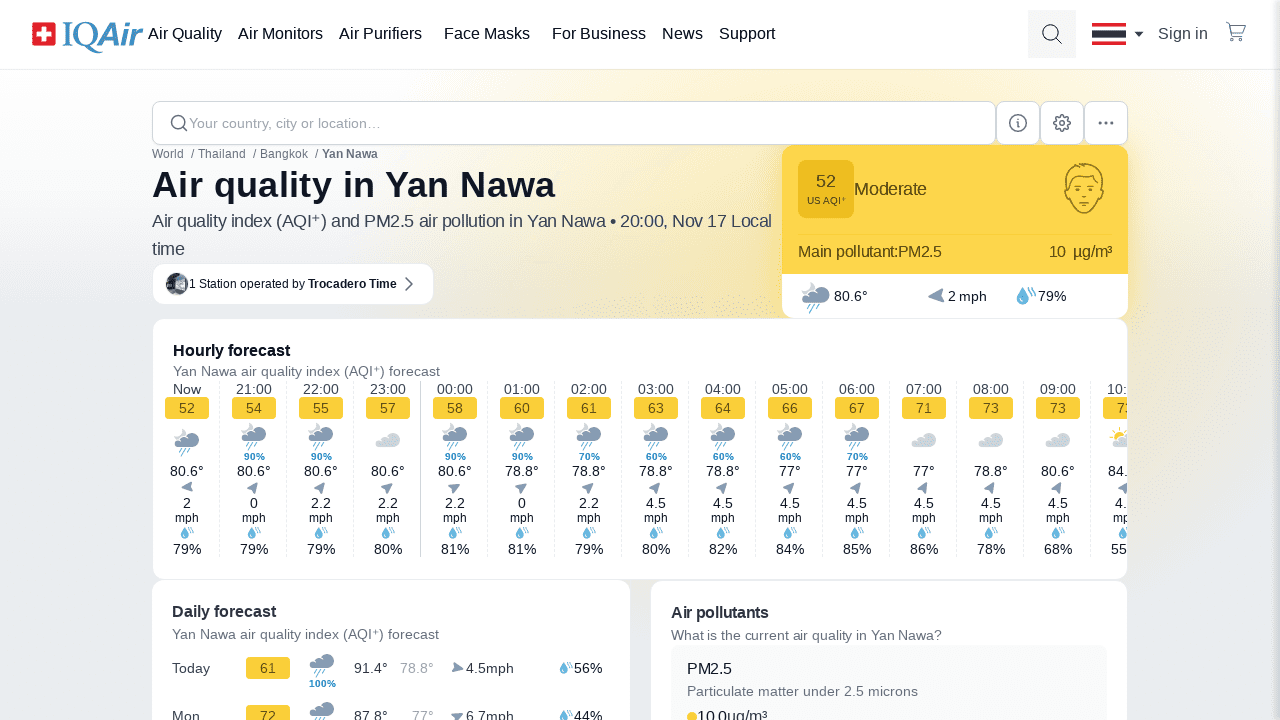 IQAir Air Quality Air Monitors Air Purifiers Face Masks For Business News Support Sign in
Your country, city or location…
World / Thailand / Bangkok / Yan Nawa
Air quality in Yan Nawa
Air quality index (AQI⁺) and PM2.5 air pollution in Yan Nawa • 20:00, Nov 17 Local
time
1 Station operated by Trocadero Time
52
US AQI⁺
Moderate
Main pollutant:PM2.5 10 µg/m³
80.6° 2 mph 79%
Hourly forecast
Yan Nawa air quality index (AQI⁺) forecast
Now 21:00 22:00 23:00 00:00 01:00 02:00 03:00 04:00 05:00 06:00 07:00 08:00 09:00
52 54 55 57 58 60 61 63 64 66 67 71 73 73
90% 90% 90% 90% 70% 60% 60% 60% 70%
80.6° 80.6° 80.6° 80.6° 80.6° 78.8° 78.8° 78.8° 78.8° 77° 77° 77° 78.8° 80.6°
2 0 2.2 2.2 2.2 0 2.2 4.5 4.5 4.5 4.5 4.5 4.5 4.5
mph mph mph mph mph mph mph mph mph mph mph mph mph mph
79% 79% 79% 80% 81% 81% 79% 80% 82% 84% 85% 86% 78% 68%
Daily forecast
Yan Nawa air quality index (AQI⁺) forecast
Today 61 100% 91.4° 78.8° 4.5mph 56%
Mon 72 87.8° 77° 6.7mph 44%
Air pollutants
What is the current air quality in Yan Nawa?
PM2.5
Particulate matter under 2.5 microns
10.0µg/m³